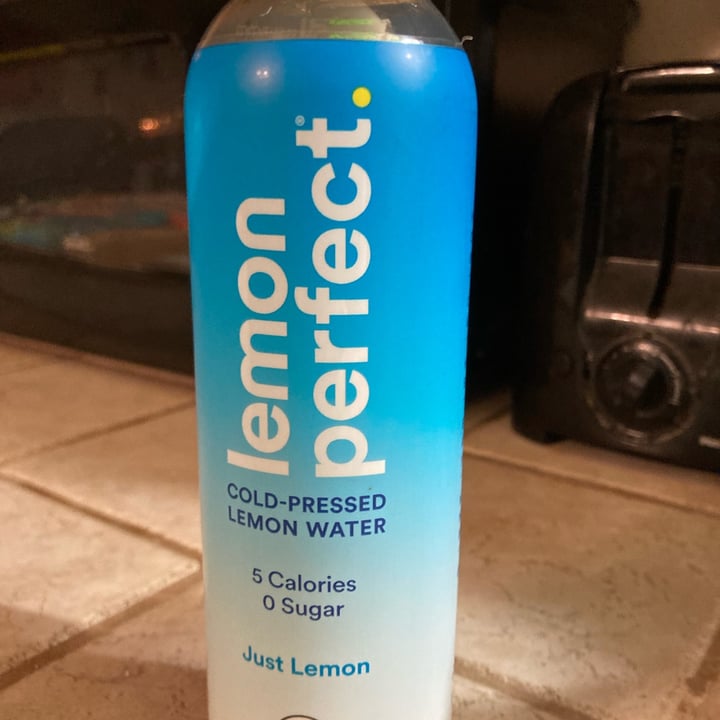 lemon
perfect.®
COLD-PRESSED
LEMON WATER
5 Calories
0 Sugar
Just Lemon